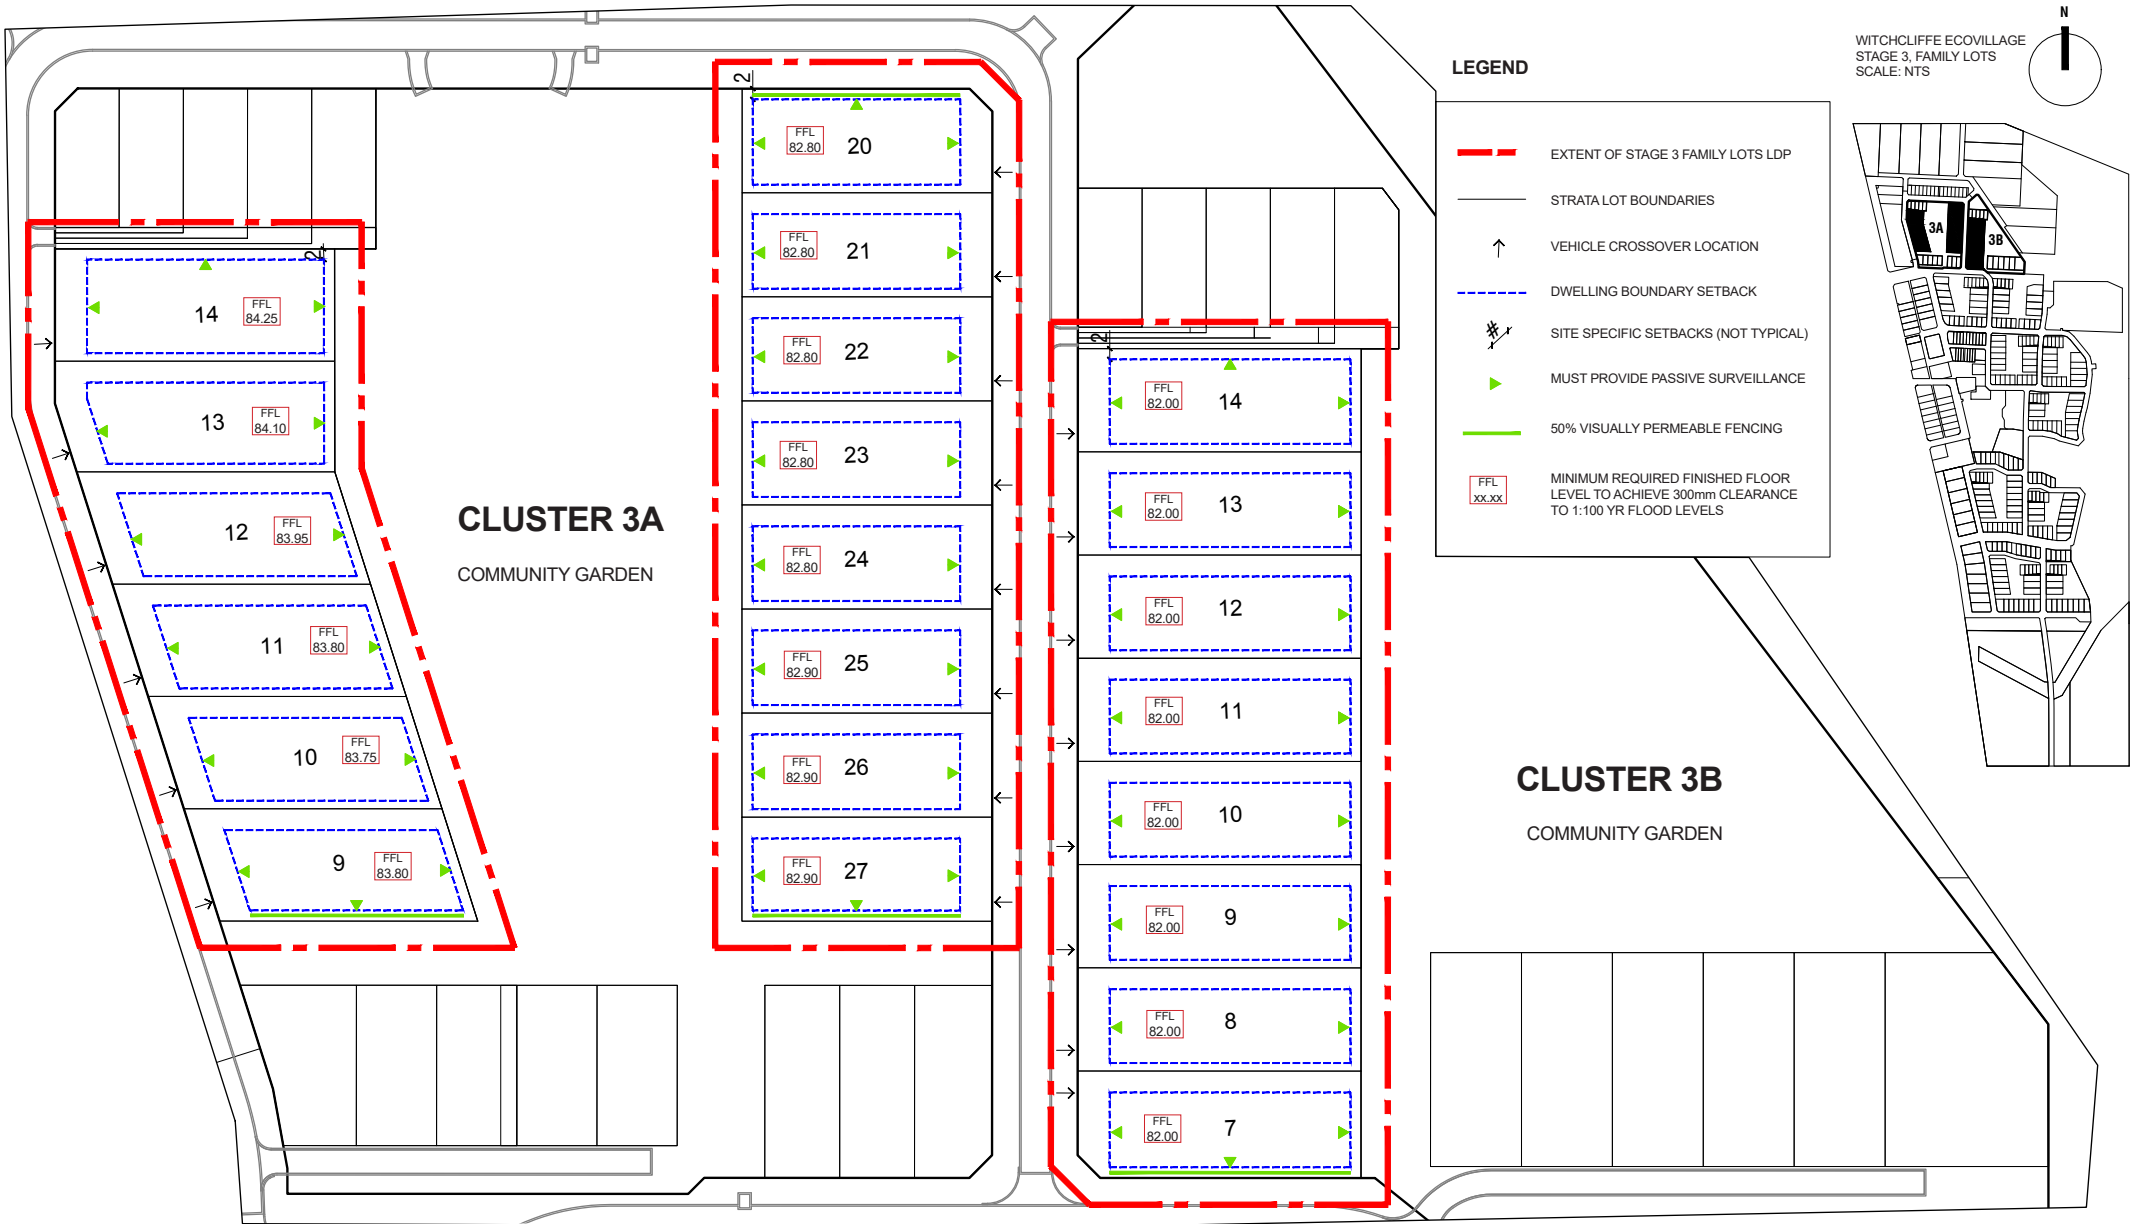 N
WITCHCLIFFE ECOVILLAGE
STAGE 3, FAMILY LOTS
SCALE: NTS
LEGEND
EXTENT OF STAGE 3 FAMILY LOTS LDP
STRATA LOT BOUNDARIES
VEHICLE CROSSOVER LOCATION
DWELLING BOUNDARY SETBACK
#
SITE SPECIFIC SETBACKS (NOT TYPICAL)
MUST PROVIDE PASSIVE SURVEILLANCE
50% VISUALLY PERMEABLE FENCING
FFL
xx.xx
MINIMUM REQUIRED FINISHED FLOOR
LEVEL TO ACHIEVE 300mm CLEARANCE
TO 1:100 YR FLOOD LEVELS
3A
3B
CLUSTER 3A
COMMUNITY GARDEN
2
14
FFL
84.25
13
FFL
84.10
12
FFL
83.95
11
FFL
83.80
10
FFL
83.75
9
FFL
83.80
2
FFL
82.80
20
FFL
82.80
21
FFL
82.80
22
FFL
82.80
23
FFL
82.80
24
FFL
82.90
25
FFL
82.90
26
FFL
82.90
27
CLUSTER 3B
COMMUNITY GARDEN
2
FFL
82.00
14
FFL
82.00
13
FFL
82.00
12
FFL
82.00
11
FFL
82.00
10
FFL
82.00
9
FFL
82.00
8
FFL
82.00
7